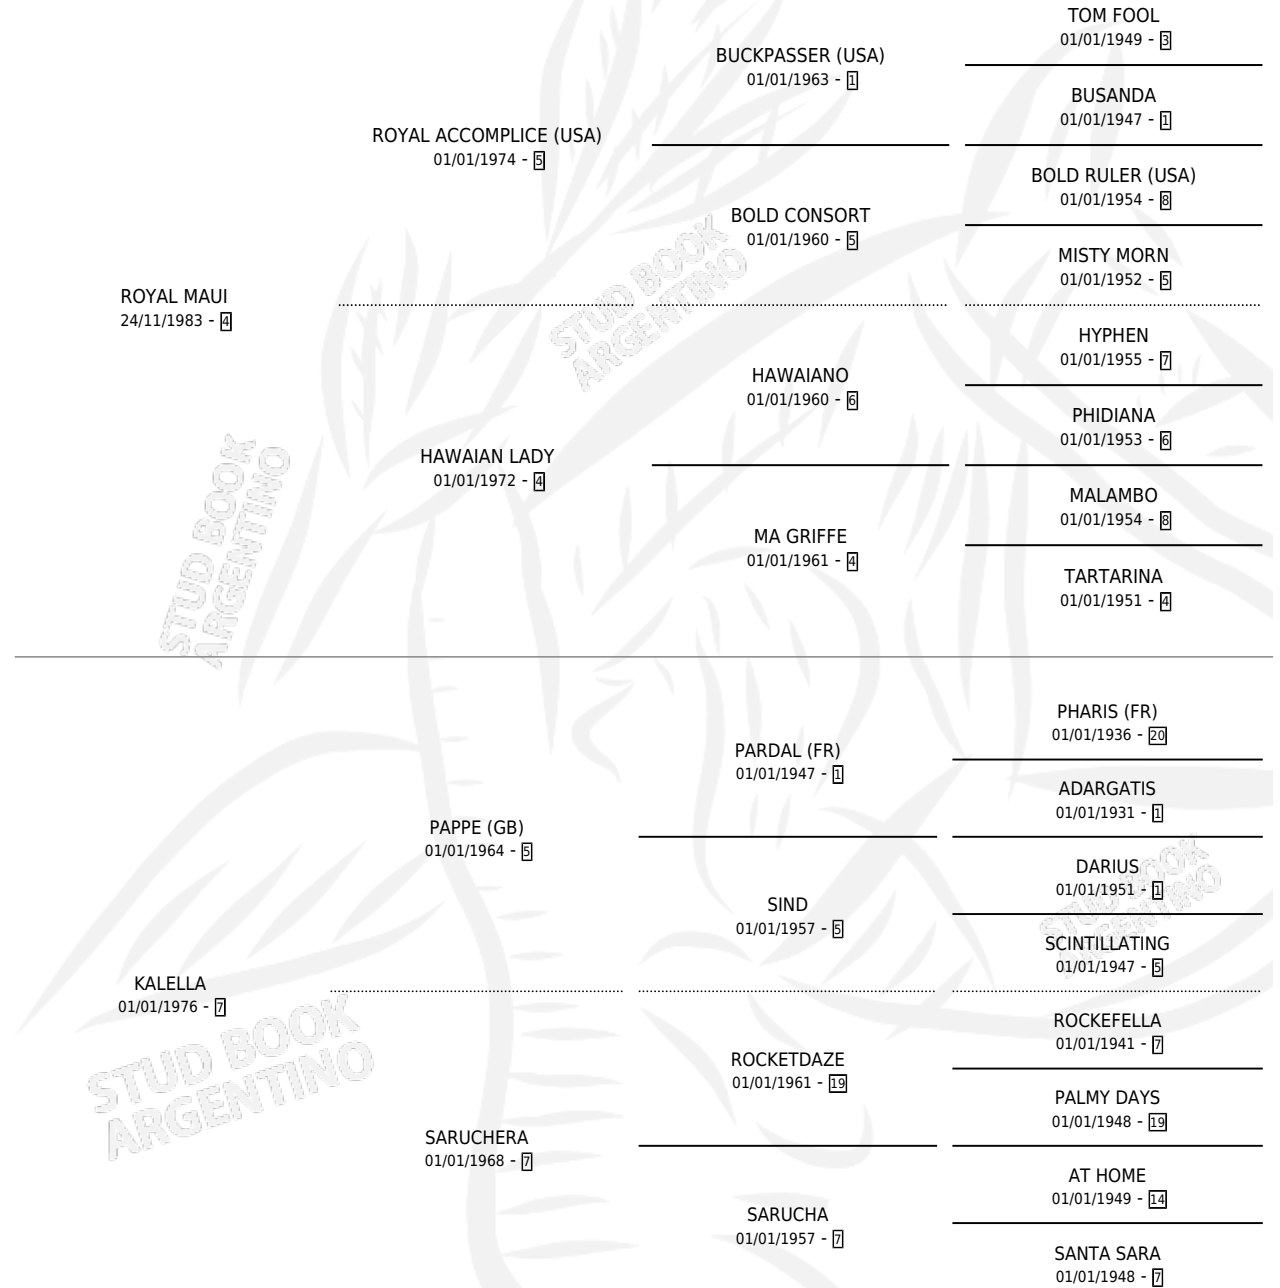 TOM FOOL
01/01/1949 - 3
BUCKPASSER (USA)
01/01/1963 - 1
BUSANDA
01/01/1947 - 1
ROYAL ACCOMPLICE (USA)
01/01/1974 - 5
BOLD RULER (USA)
01/01/1954 - 8
BOLD CONSORT
01/01/1960 - 5
MISTY MORN
01/01/1952 - 5
ROYAL MAUI
24/11/1983 - 4
HYPHEN
01/01/1955 - 7
HAWAIANO
01/01/1960 - 6
PHIDIANA
01/01/1953 - 6
HAWAIAN LADY
01/01/1972 - 4
MALAMBO
01/01/1954 - 8
MA GRIFFE
01/01/1961 - 4
TARTARINA
01/01/1951 - 4
PHARIS (FR)
01/01/1936 - 20
PARDAL (FR)
01/01/1947 - 1
ADARGATIS
01/01/1931 - 1
PAPPE (GB)
01/01/1964 - 5
DARIUS
01/01/1951 - 1
SIND
01/01/1957 - 5
SCINTILLATING
01/01/1947 - 5
KALELLA
01/01/1976 - 7
ROCKEFELLA
01/01/1941 - 7
ROCKETDAZE
01/01/1961 - 19
PALMY DAYS
01/01/1948 - 19
SARUCHERA
01/01/1968 - 7
AT HOME
01/01/1949 - 14
SARUCHA
01/01/1957 - 7
SANTA SARA
01/01/1948 - 7
STUD BOOK
ARGENTINO
STUD BOOK
ARGENTINO
STUD BOOK
ARGENTINO
STUD BOOK
ARGENTINO